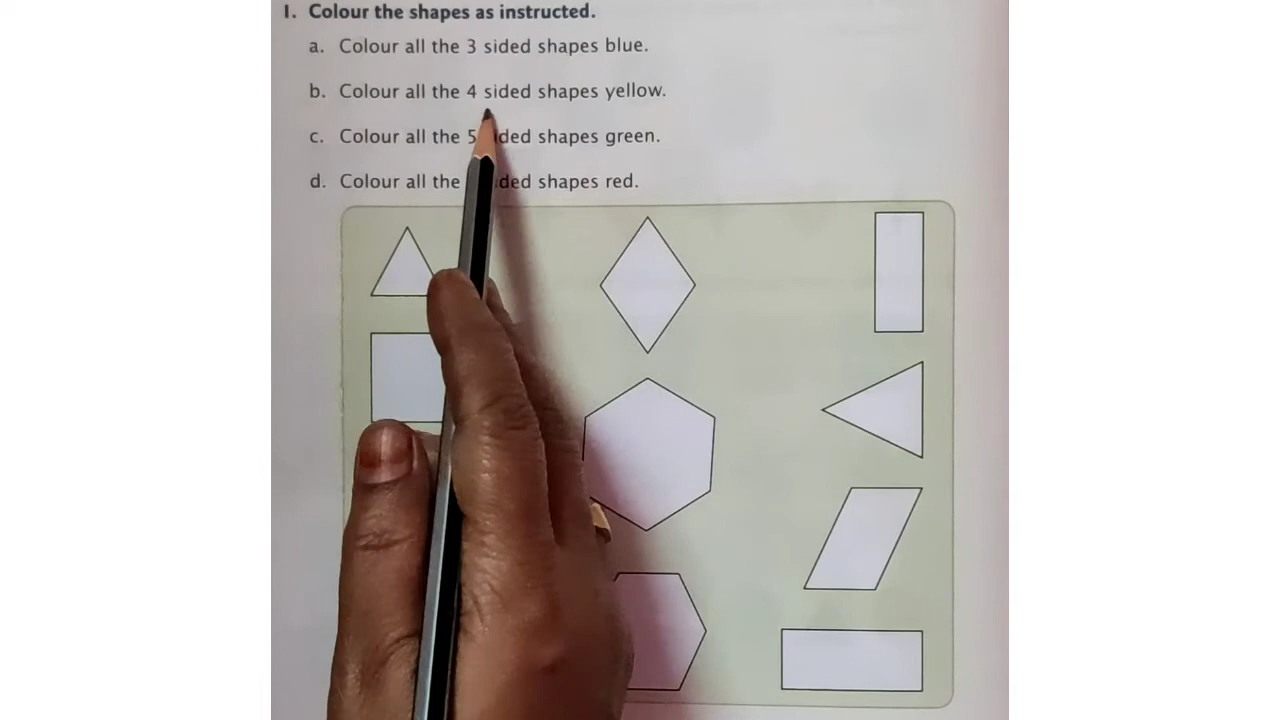 1. Colour the shapes as instructed.
a. Colour all the 3 sided shapes blue.
b. Colour all the 4 sided shapes yellow.
c. Colour all the 5 ided shapes green.
d. Colour all the ded shapes red.